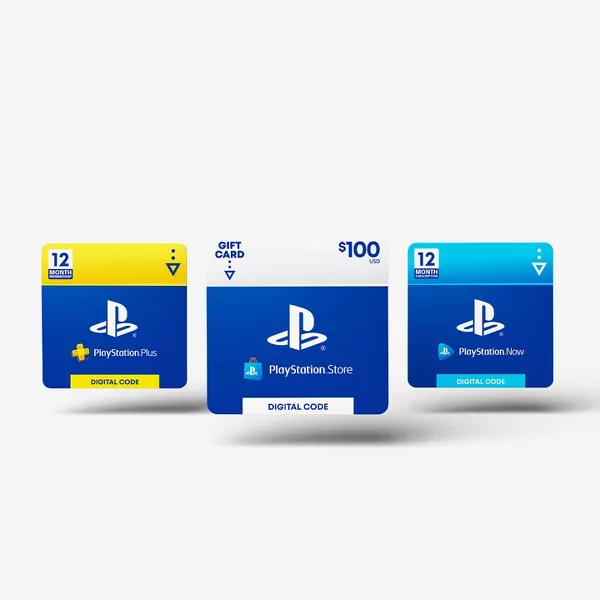 12
MONTH
MEMBERSHIP
PlayStation.Plus
DIGITAL CODE
GIFT
CARD
$100
USD
®
PlayStation.Store
DIGITAL CODE
12
MONTH
SUBSCRIPTION
®
PlayStation.Now
DIGITAL CODE